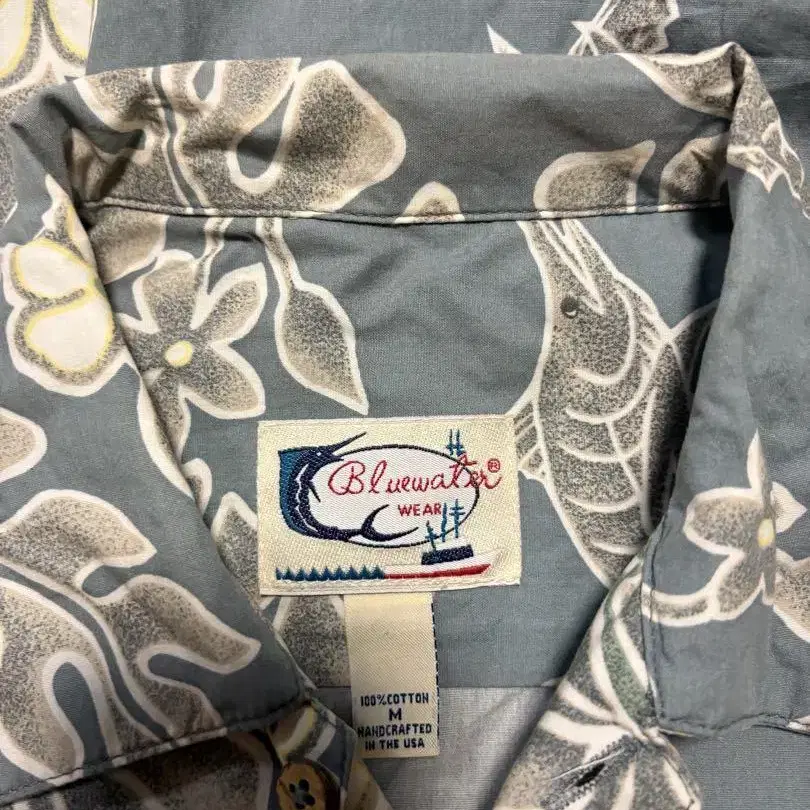 Bluewater®
WEAR
100% COTTON
M
HANDCRAFTED
IN THE USA